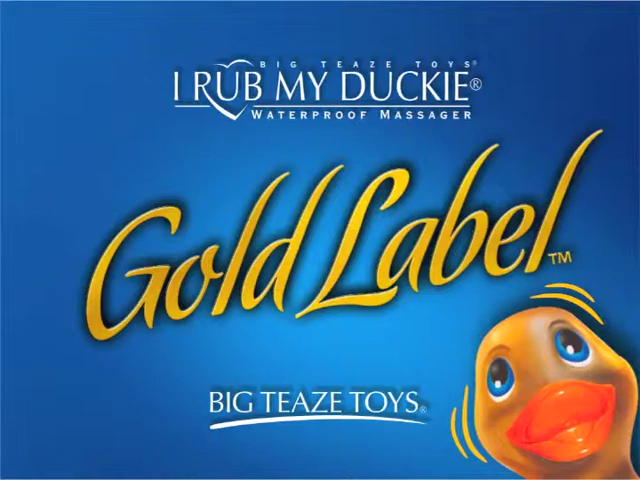 BIG TEAZE TOYS®
I RUB MY DUCKIE®
WATERPROOF MASSAGER
Gold Label™
BIG TEAZE TOYS®